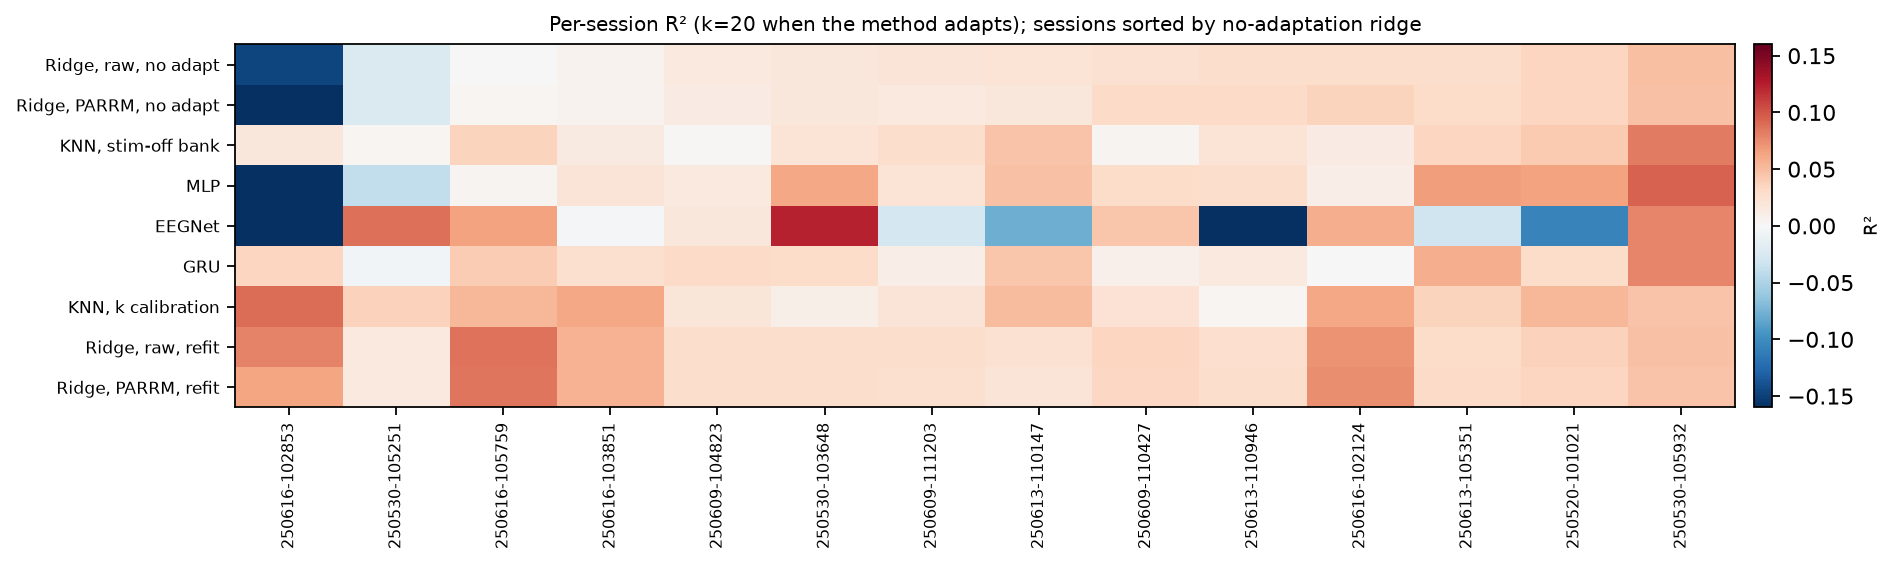 Per-session R² (k=20 when the method adapts); sessions sorted by no-adaptation ridge
Ridge, raw, no adapt
Ridge, PARRM, no adapt
KNN, stim-off bank
MLP
EEGNet
GRU
KNN, k calibration
Ridge, raw, refit
Ridge, PARRM, refit
250616-102853
250530-105251
250616-105759
250616-103851
250609-104823
250530-103648
250609-111203
250613-110147
250609-110427
250613-110946
250616-102124
250613-105351
250520-101021
250530-105932
0.15
0.10
0.05
0.00
−0.05
−0.10
−0.15
R²